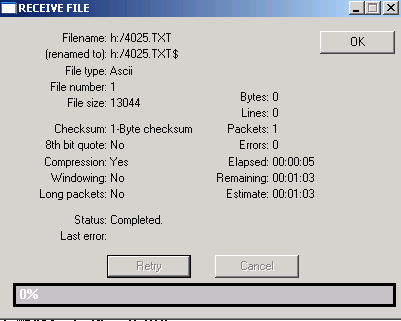 RECEIVE FILE
Filename: h:/4025.TXT
OK
(renamed to): h:/4025.TXT$
File type: Ascii
File number: 1
Bytes: 0
File size: 13044
Lines: 0
Checksum: 1-Byte checksum
Packets: 1
8th bit quote: No
Errors: 0
Compression: Yes
Elapsed: 00:00:05
Windowing: No
Remaining: 00:01:03
Long packets: No
Estimate: 00:01:03
Status: Completed.
Last error:
Retry
Cancel
0%